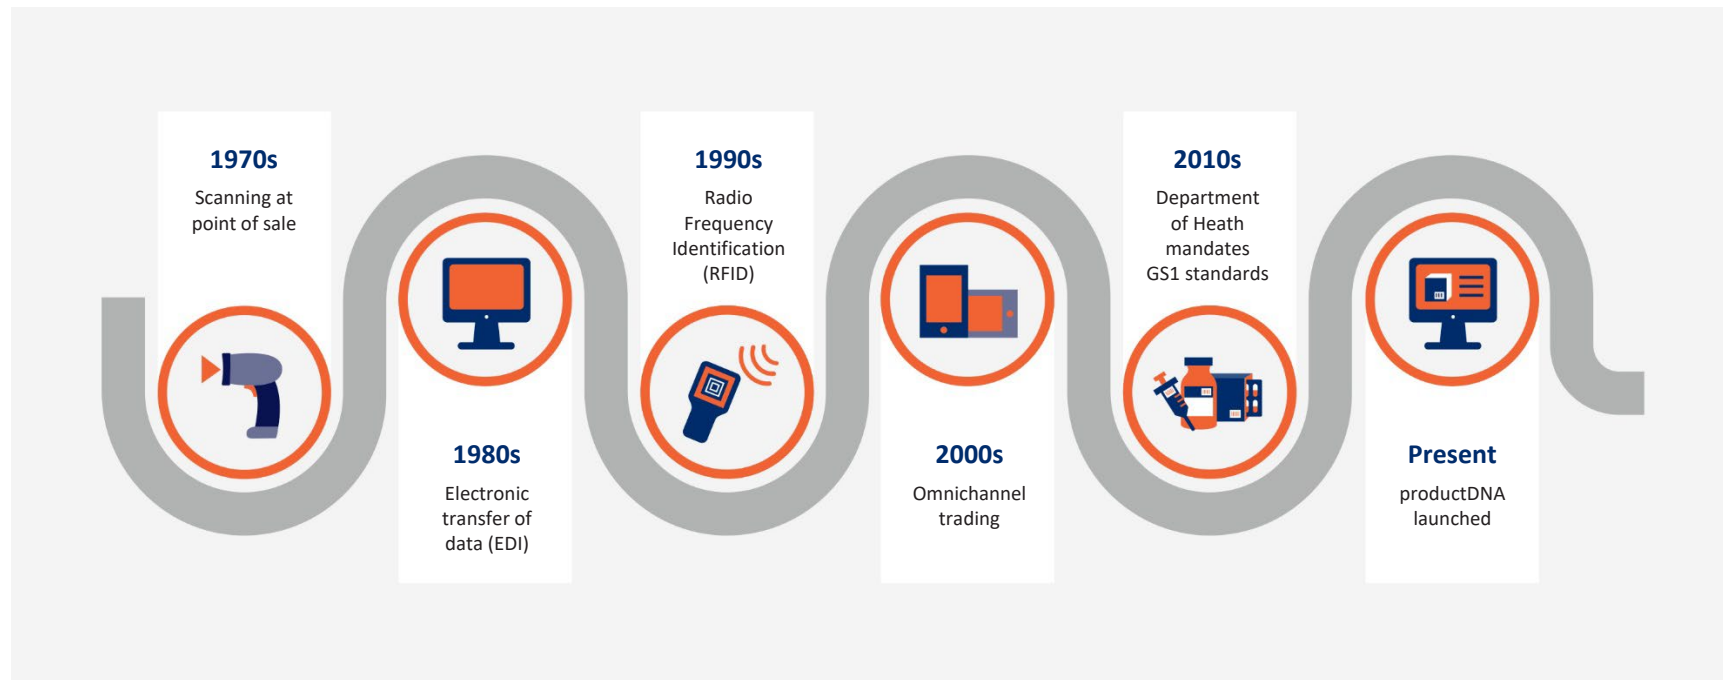 1970s
Scanning at
point of sale
1980s
Electronic
transfer of
data (EDI)
1990s
Radio
Frequency
Identification
(RFID)
2000s
Omnichannel
trading
2010s
Department
of Heath
mandates
GS1 standards
Present
productDNA
launched